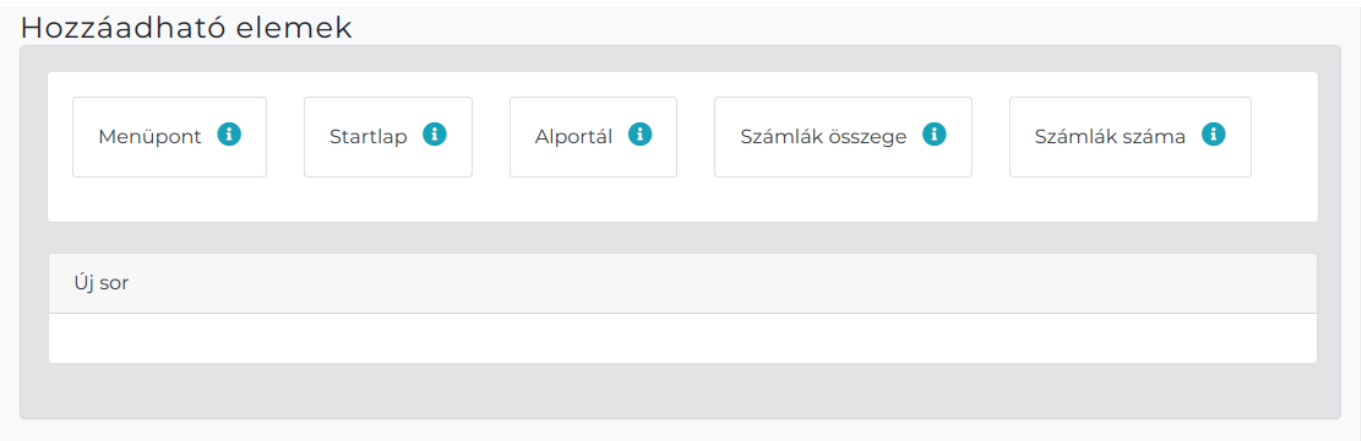 Hozzáadható elemek
Menüpont Startlap Alportál Számlák összege Számlák száma
Új sor